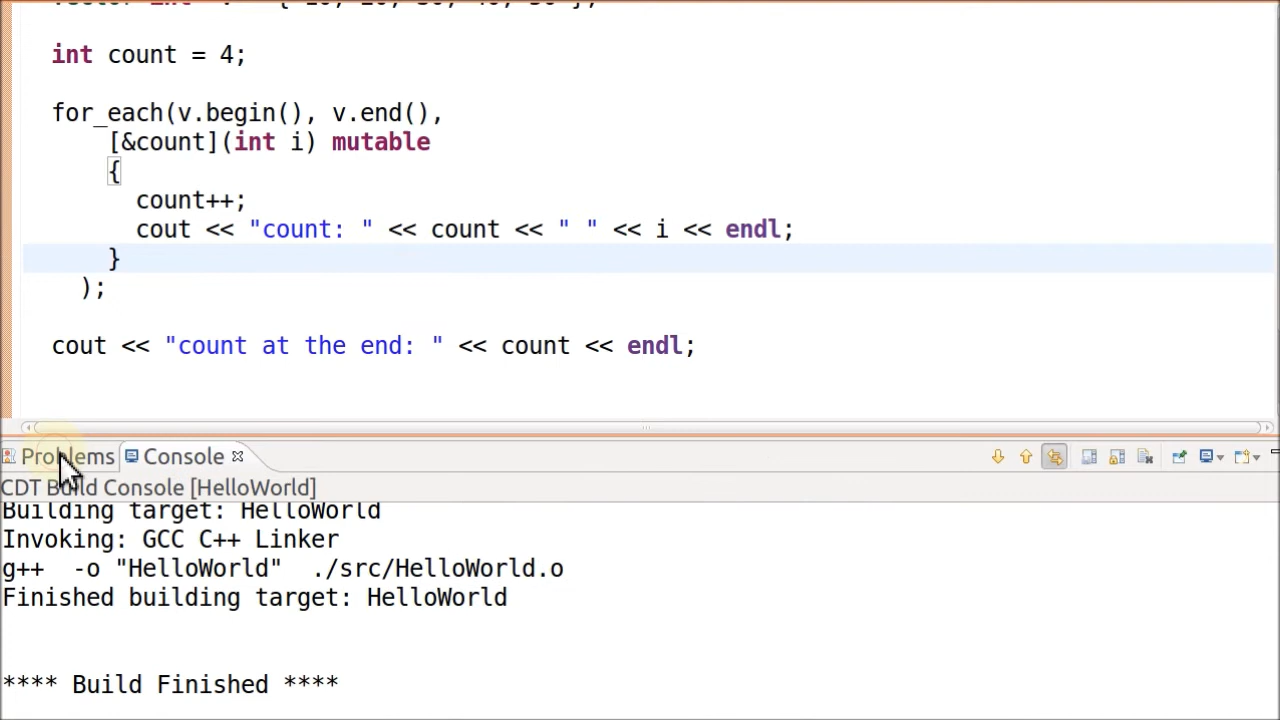 int count = 4;
for_each(v.begin(), v.end(),
[&count](int i) mutable
{
count++;
cout << "count: " << count << " " << i << endl;
}
);
cout << "count at the end: " << count << endl;
Problems Console
CDT Build Console [HelloWorld]
Building target: HelloWorld
Invoking: GCC C++ Linker
g++ -o "HelloWorld" ./src/HelloWorld.o
Finished building target: HelloWorld
**** Build Finished ****